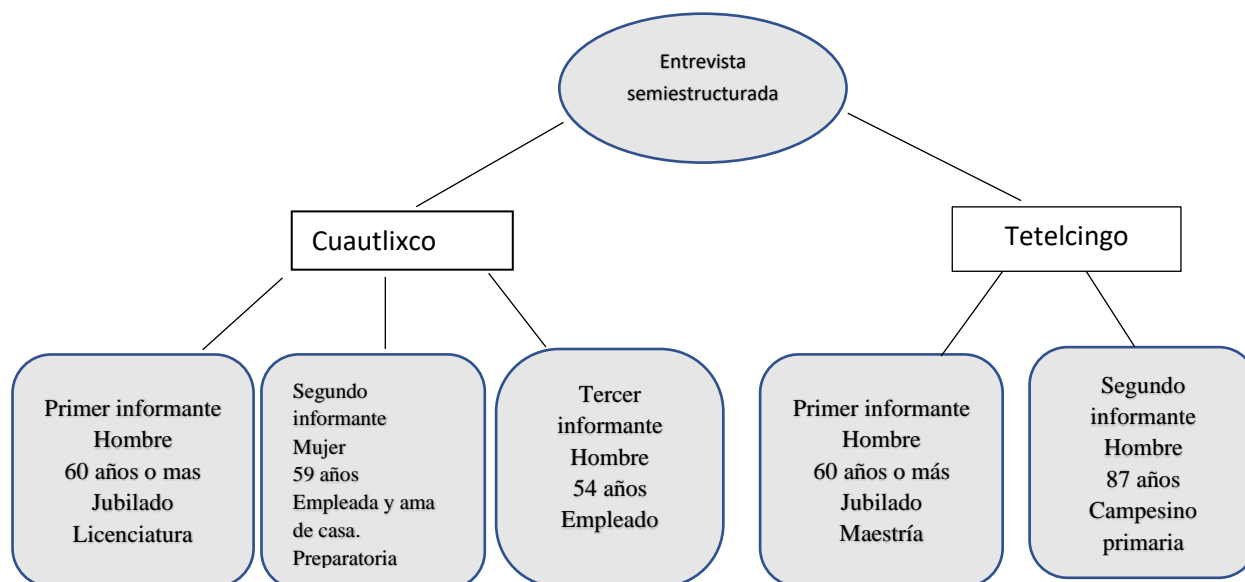 Entrevista
semiestructurada
Cuautlixco
Tetelcingo
Primer informante
Hombre
60 años o mas
Jubilado
Licenciatura
Segundo
informante
Mujer
59 años
Empleada y ama
de casa.
Preparatoria
Tercer
informante
Hombre
54 años
Empleado
Primer informante
Hombre
60 años o más
Jubilado
Maestría
Segundo
informante
Hombre
87 años
Campesino
primaria